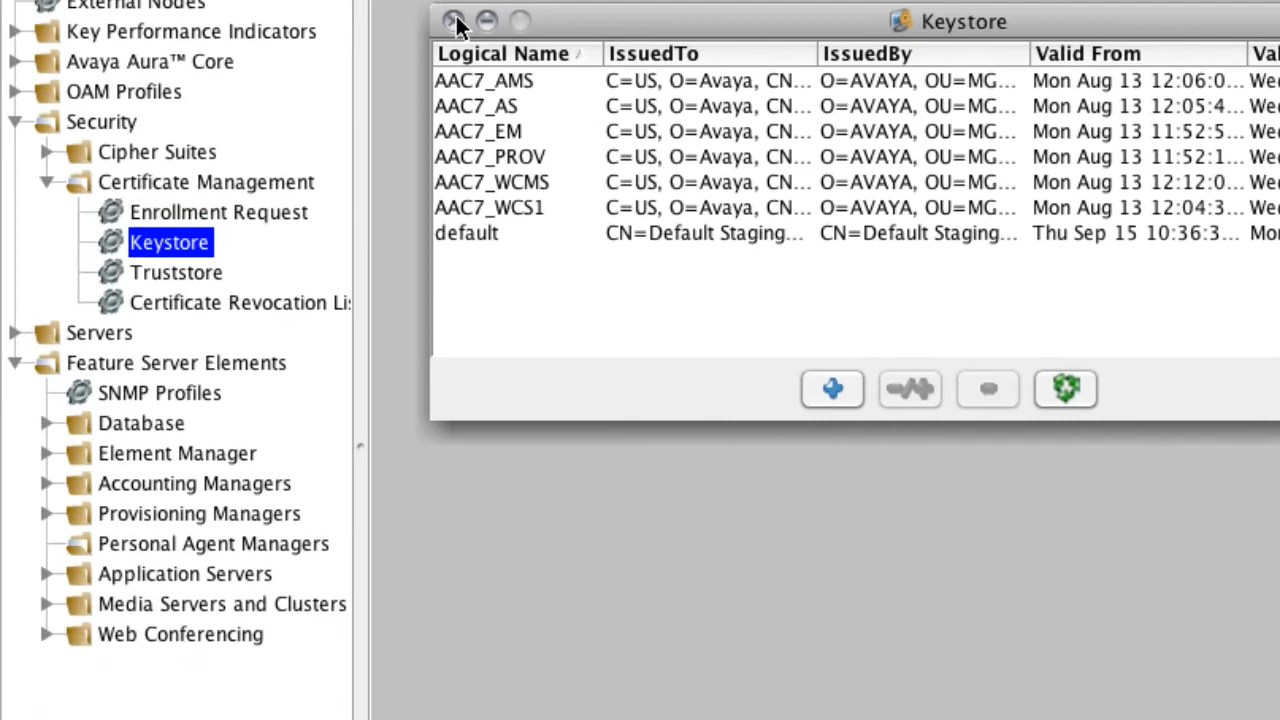 External Nodes
Key Performance Indicators
Avaya Aura™ Core
OAM Profiles
Security
Cipher Suites
Certificate Management
Enrollment Request
Keystore
Truststore
Certificate Revocation Li
Servers
Feature Server Elements
SNMP Profiles
Database
Element Manager
Accounting Managers
Provisioning Managers
Personal Agent Managers
Application Servers
Media Servers and Clusters
Web Conferencing
Keystore
Logical Name IssuedTo IssuedBy Valid From Val
AAC7_AMS C=US, O=Avaya, CN... O=AVAYA, OU=MG... Mon Aug 13 12:06:0... We
AAC7_AS C=US, O=Avaya, CN... O=AVAYA, OU=MG... Mon Aug 13 12:05:4... We
AAC7_EM C=US, O=Avaya, CN... O=AVAYA, OU=MG... Mon Aug 13 11:52:5... We
AAC7_PROV C=US, O=Avaya, CN... O=AVAYA, OU=MG... Mon Aug 13 11:52:1... We
AAC7_WCMS C=US, O=Avaya, CN... O=AVAYA, OU=MG... Mon Aug 13 12:12:0... We
AAC7_WCS1 C=US, O=Avaya, CN... O=AVAYA, OU=MG... Mon Aug 13 12:04:3... We
default CN=Default Staging... CN=Default Staging... Thu Sep 15 10:36:3... Mo